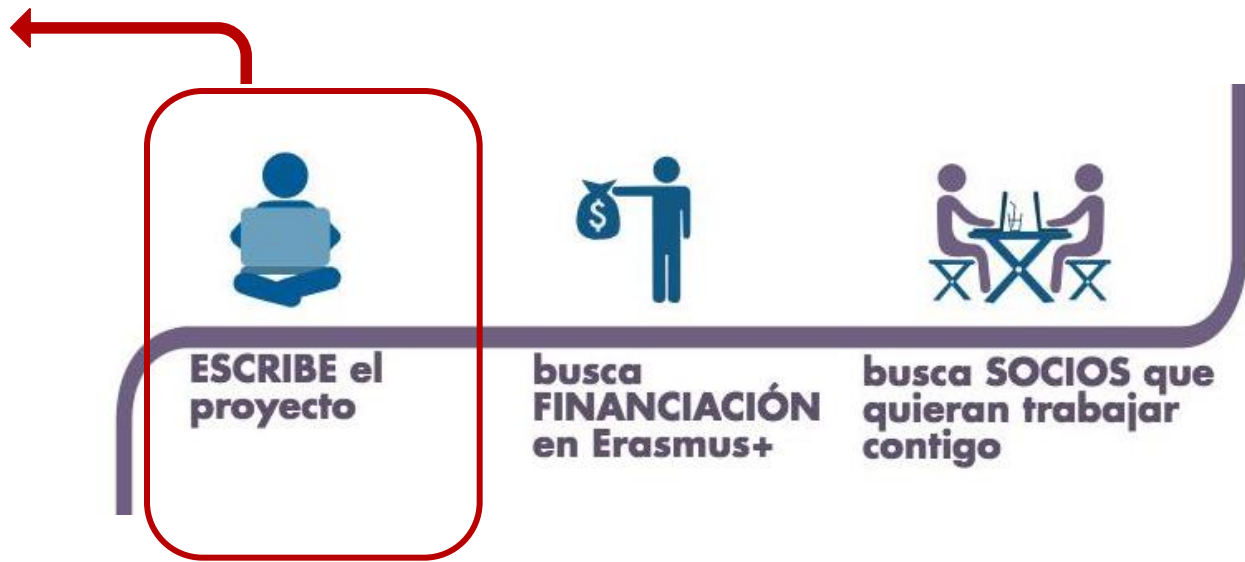 $
ESCRIBE el
proyecto
busca
FINANCIACIÓN
en Erasmus+
busca SOCIOS que
quieran trabajar
contigo